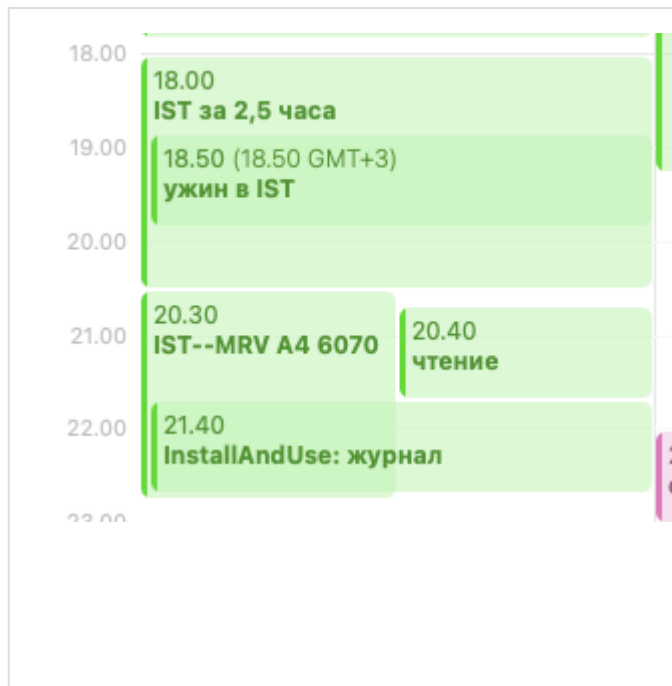 18.00
18.00
IST за 2,5 часа
19.00
18.50 (18.50 GMT+3)
ужин в IST
20.00
20.30
IST--MRV A4 6070
21.00
20.40
чтение
22.00
21.40
InstallAndUse: журнал
23.00